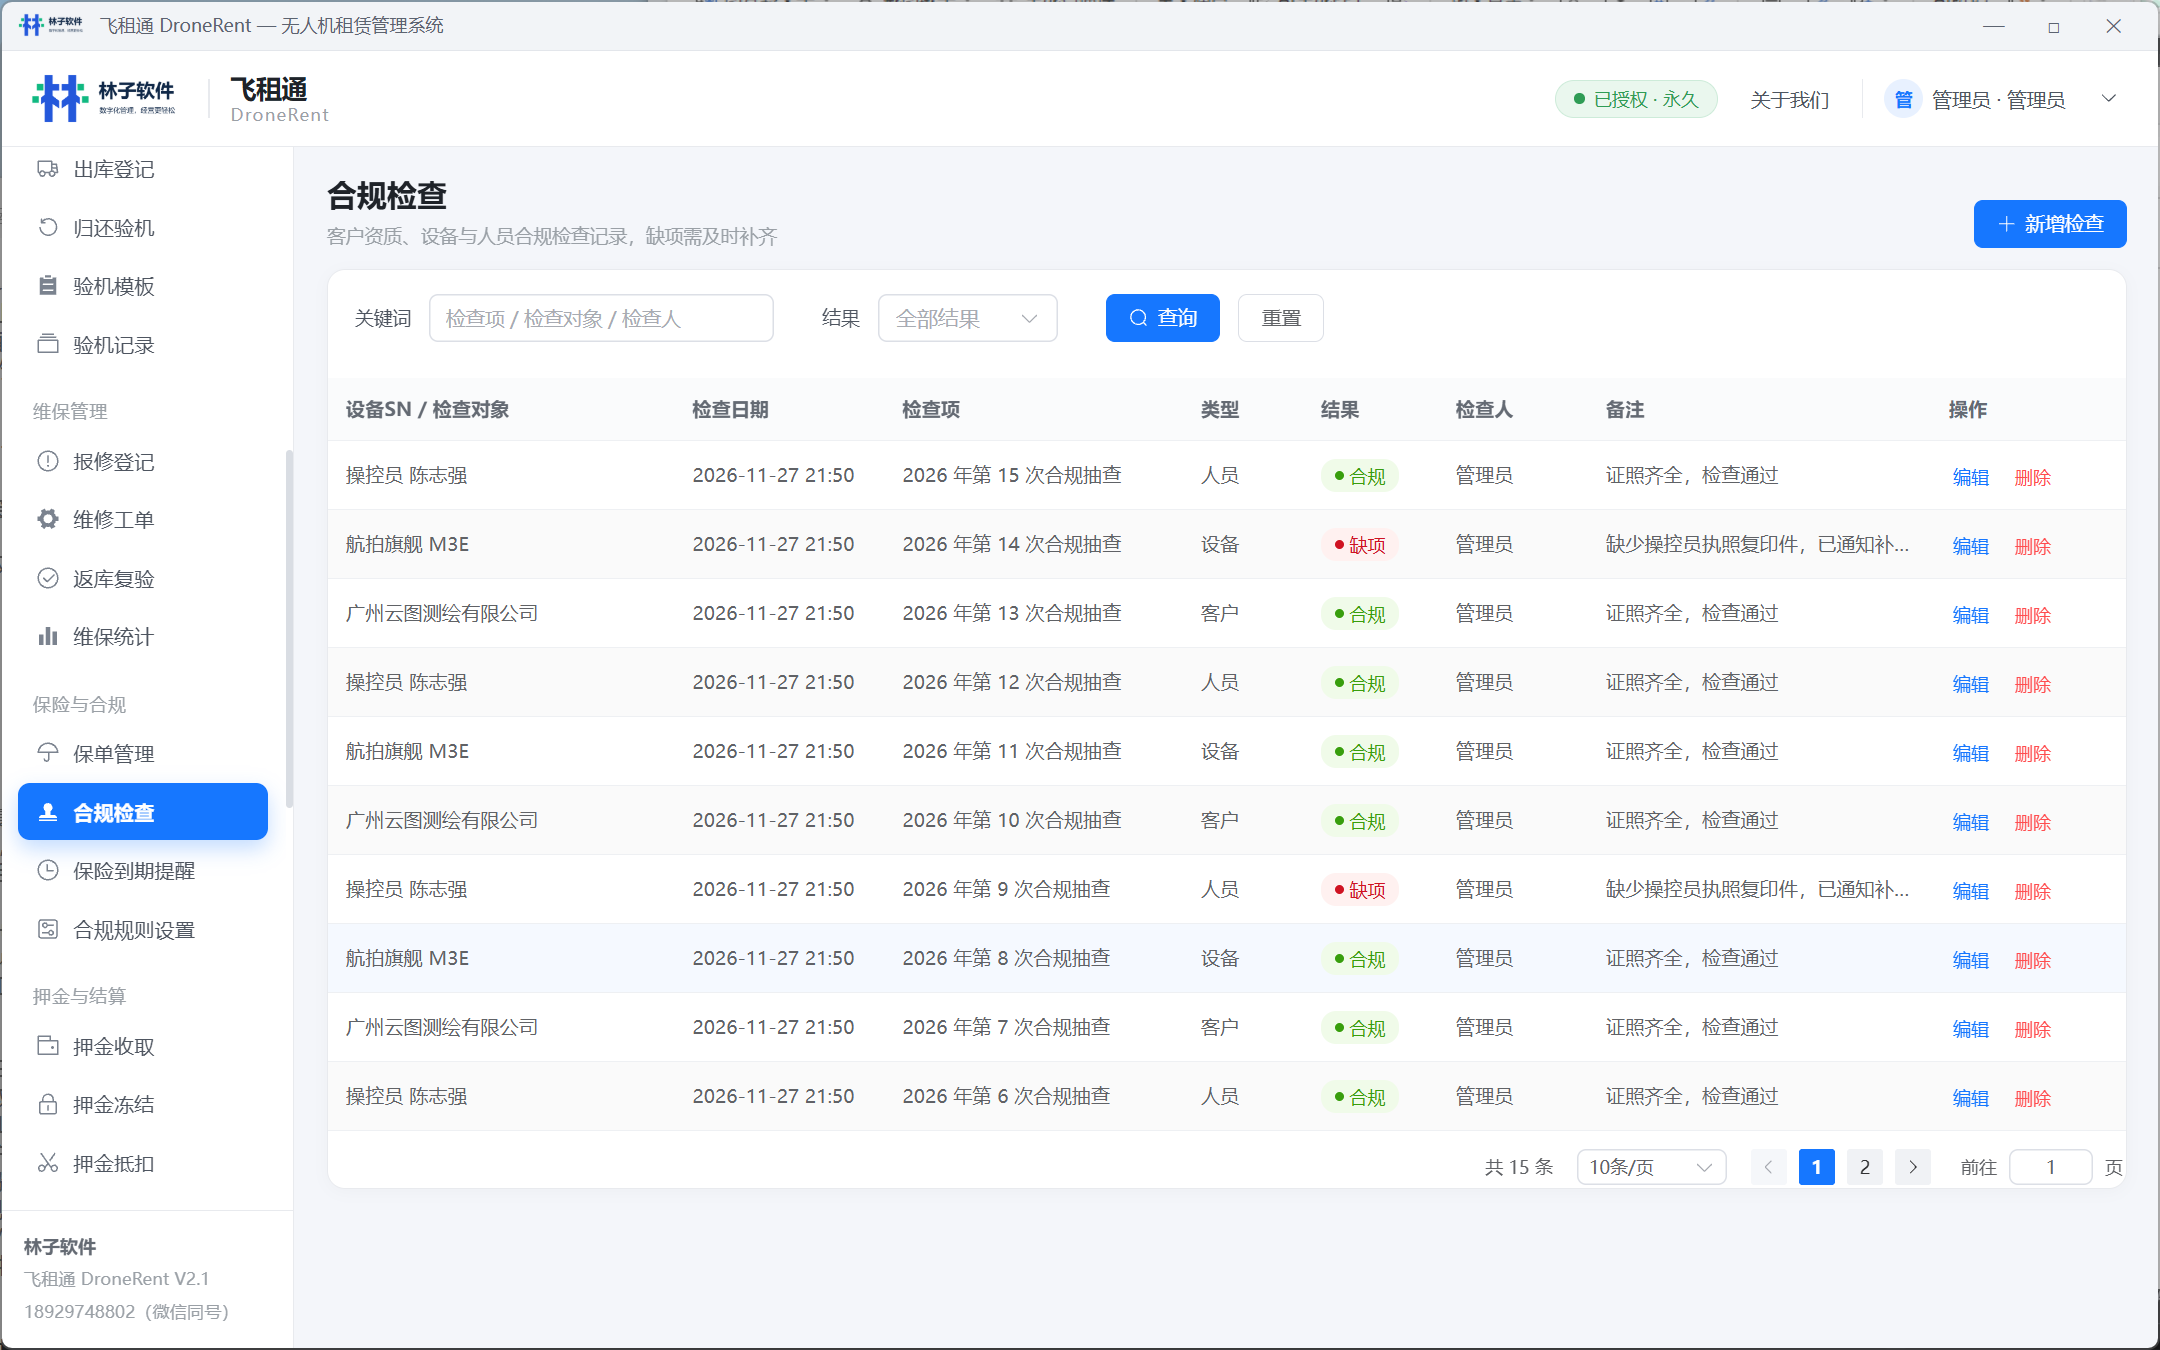 林子软件 飞租通 DroneRent — 无人机租赁管理系统
林子软件
数字化管理，经营更轻松
飞租通
DroneRent
已授权 · 永久 关于我们 管 管理员 · 管理员
出库登记
归还验机
验机模板
验机记录
维保管理
报修登记
维修工单
返库复验
维保统计
保险与合规
保单管理
合规检查
保险到期提醒
合规规则设置
押金与结算
押金收取
押金冻结
押金抵扣
林子软件
飞租通 DroneRent V2.1
18929748802（微信同号）
合规检查
客户资质、设备与人员合规检查记录，缺项需及时补齐
新增检查
关键词 检查项 / 检查对象 / 检查人 结果 全部结果 查询 重置
设备SN / 检查对象 检查日期 检查项 类型 结果 检查人 备注 操作
操控员 陈志强 2026-11-27 21:50 2026 年第 15 次合规抽查 人员 合规 管理员 证照齐全，检查通过 编辑 删除
航拍旗舰 M3E 2026-11-27 21:50 2026 年第 14 次合规抽查 设备 缺项 管理员 缺少操控员执照复印件，已通知补... 编辑 删除
广州云图测绘有限公司 2026-11-27 21:50 2026 年第 13 次合规抽查 客户 合规 管理员 证照齐全，检查通过 编辑 删除
操控员 陈志强 2026-11-27 21:50 2026 年第 12 次合规抽查 人员 合规 管理员 证照齐全，检查通过 编辑 删除
航拍旗舰 M3E 2026-11-27 21:50 2026 年第 11 次合规抽查 设备 合规 管理员 证照齐全，检查通过 编辑 删除
广州云图测绘有限公司 2026-11-27 21:50 2026 年第 10 次合规抽查 客户 合规 管理员 证照齐全，检查通过 编辑 删除
操控员 陈志强 2026-11-27 21:50 2026 年第 9 次合规抽查 人员 缺项 管理员 缺少操控员执照复印件，已通知补... 编辑 删除
航拍旗舰 M3E 2026-11-27 21:50 2026 年第 8 次合规抽查 设备 合规 管理员 证照齐全，检查通过 编辑 删除
广州云图测绘有限公司 2026-11-27 21:50 2026 年第 7 次合规抽查 客户 合规 管理员 证照齐全，检查通过 编辑 删除
操控员 陈志强 2026-11-27 21:50 2026 年第 6 次合规抽查 人员 合规 管理员 证照齐全，检查通过 编辑 删除
共 15 条 10条/页 1 2 前往 1 页